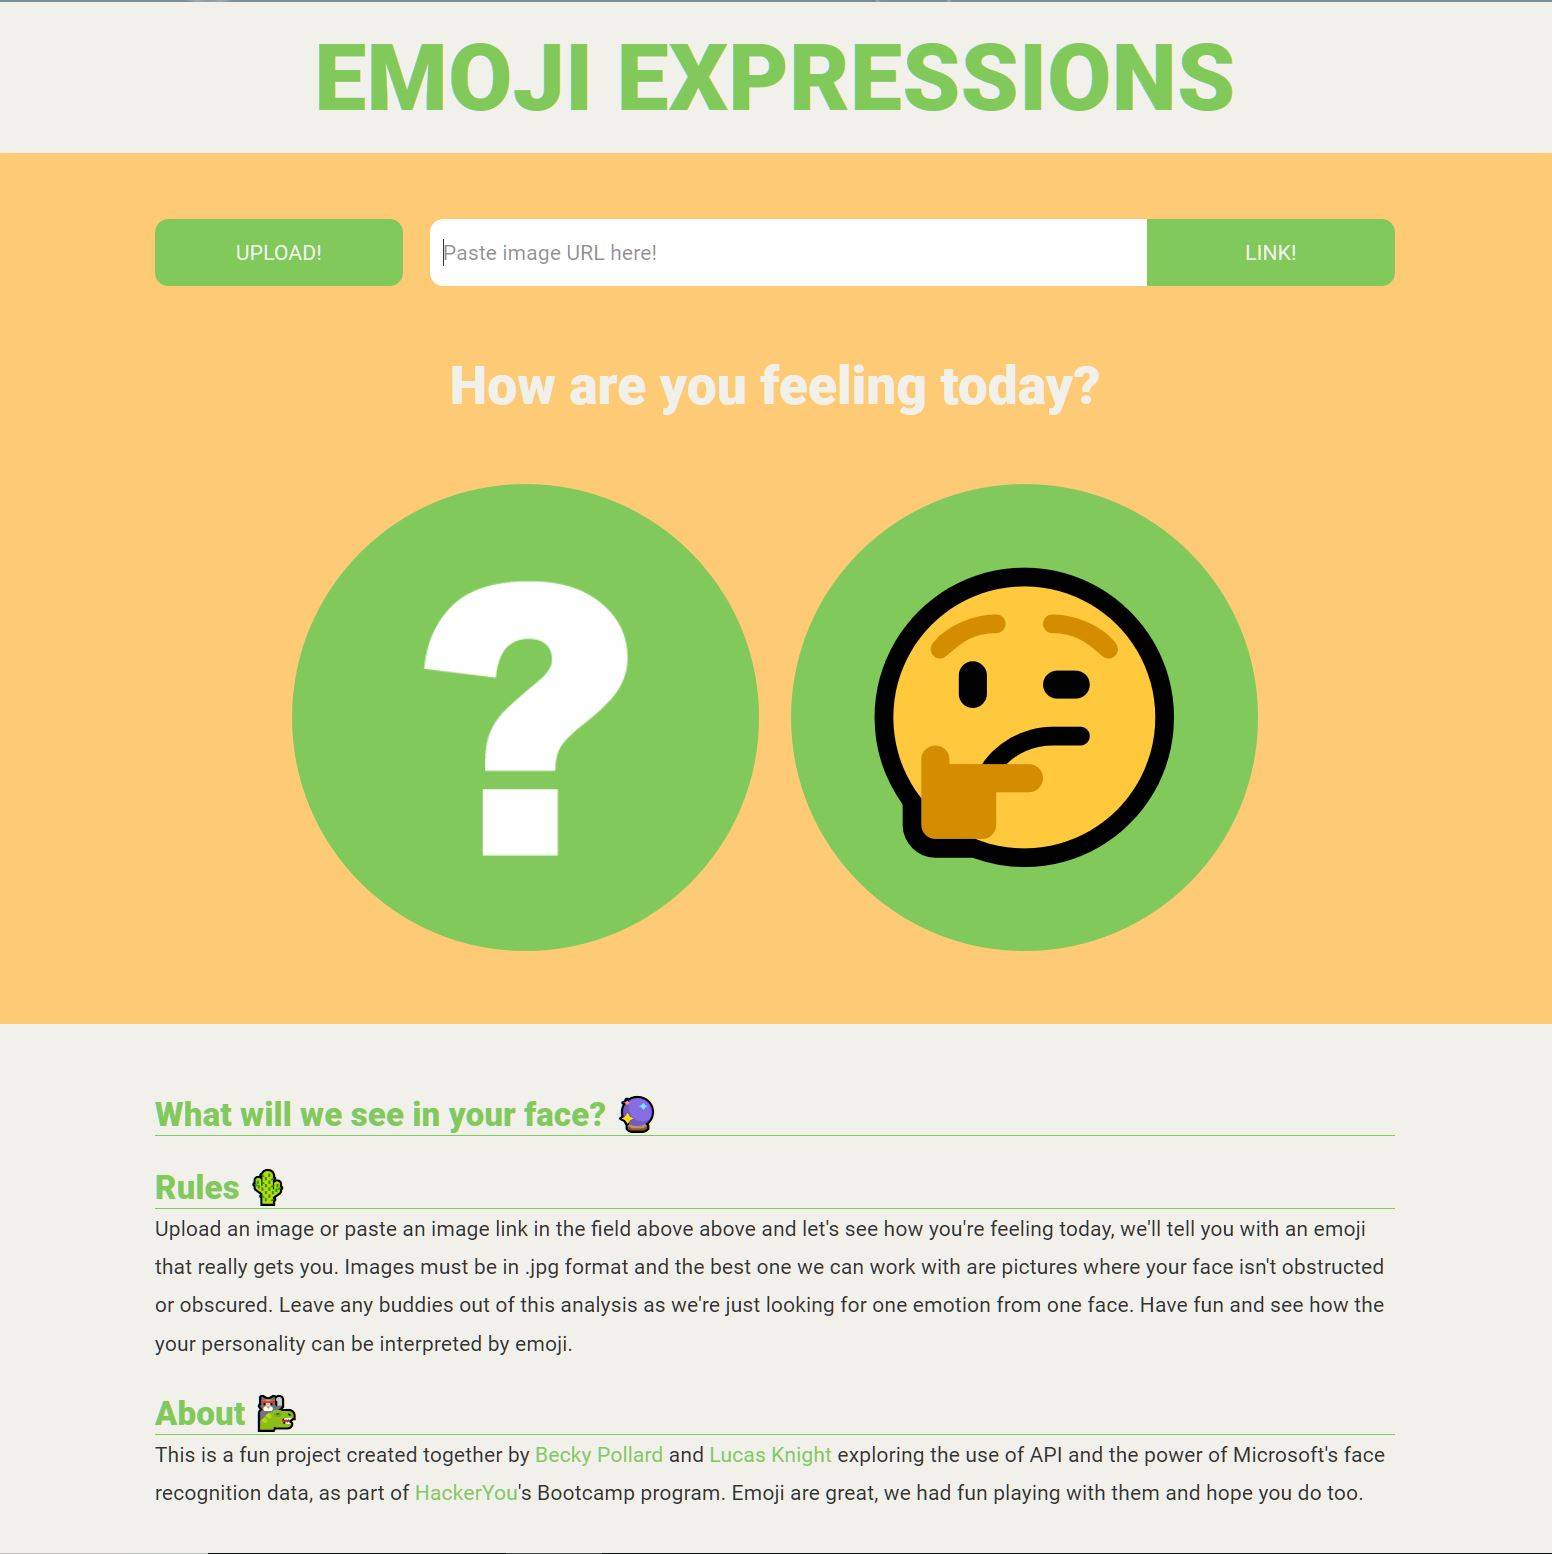 EMOJI EXPRESSIONS
UPLOAD!
Paste image URL here!
LINK!
How are you feeling today?
?
What will we see in your face?
Rules
Upload an image or paste an image link in the field above above and let's see how you're feeling today, we'll tell you with an emoji
that really gets you. Images must be in .jpg format and the best one we can work with are pictures where your face isn't obstructed
or obscured. Leave any buddies out of this analysis as we're just looking for one emotion from one face. Have fun and see how the
your personality can be interpreted by emoji.
About
This is a fun project created together by Becky Pollard and Lucas Knight exploring the use of API and the power of Microsoft's face
recognition data, as part of HackerYou's Bootcamp program. Emoji are great, we had fun playing with them and hope you do too.